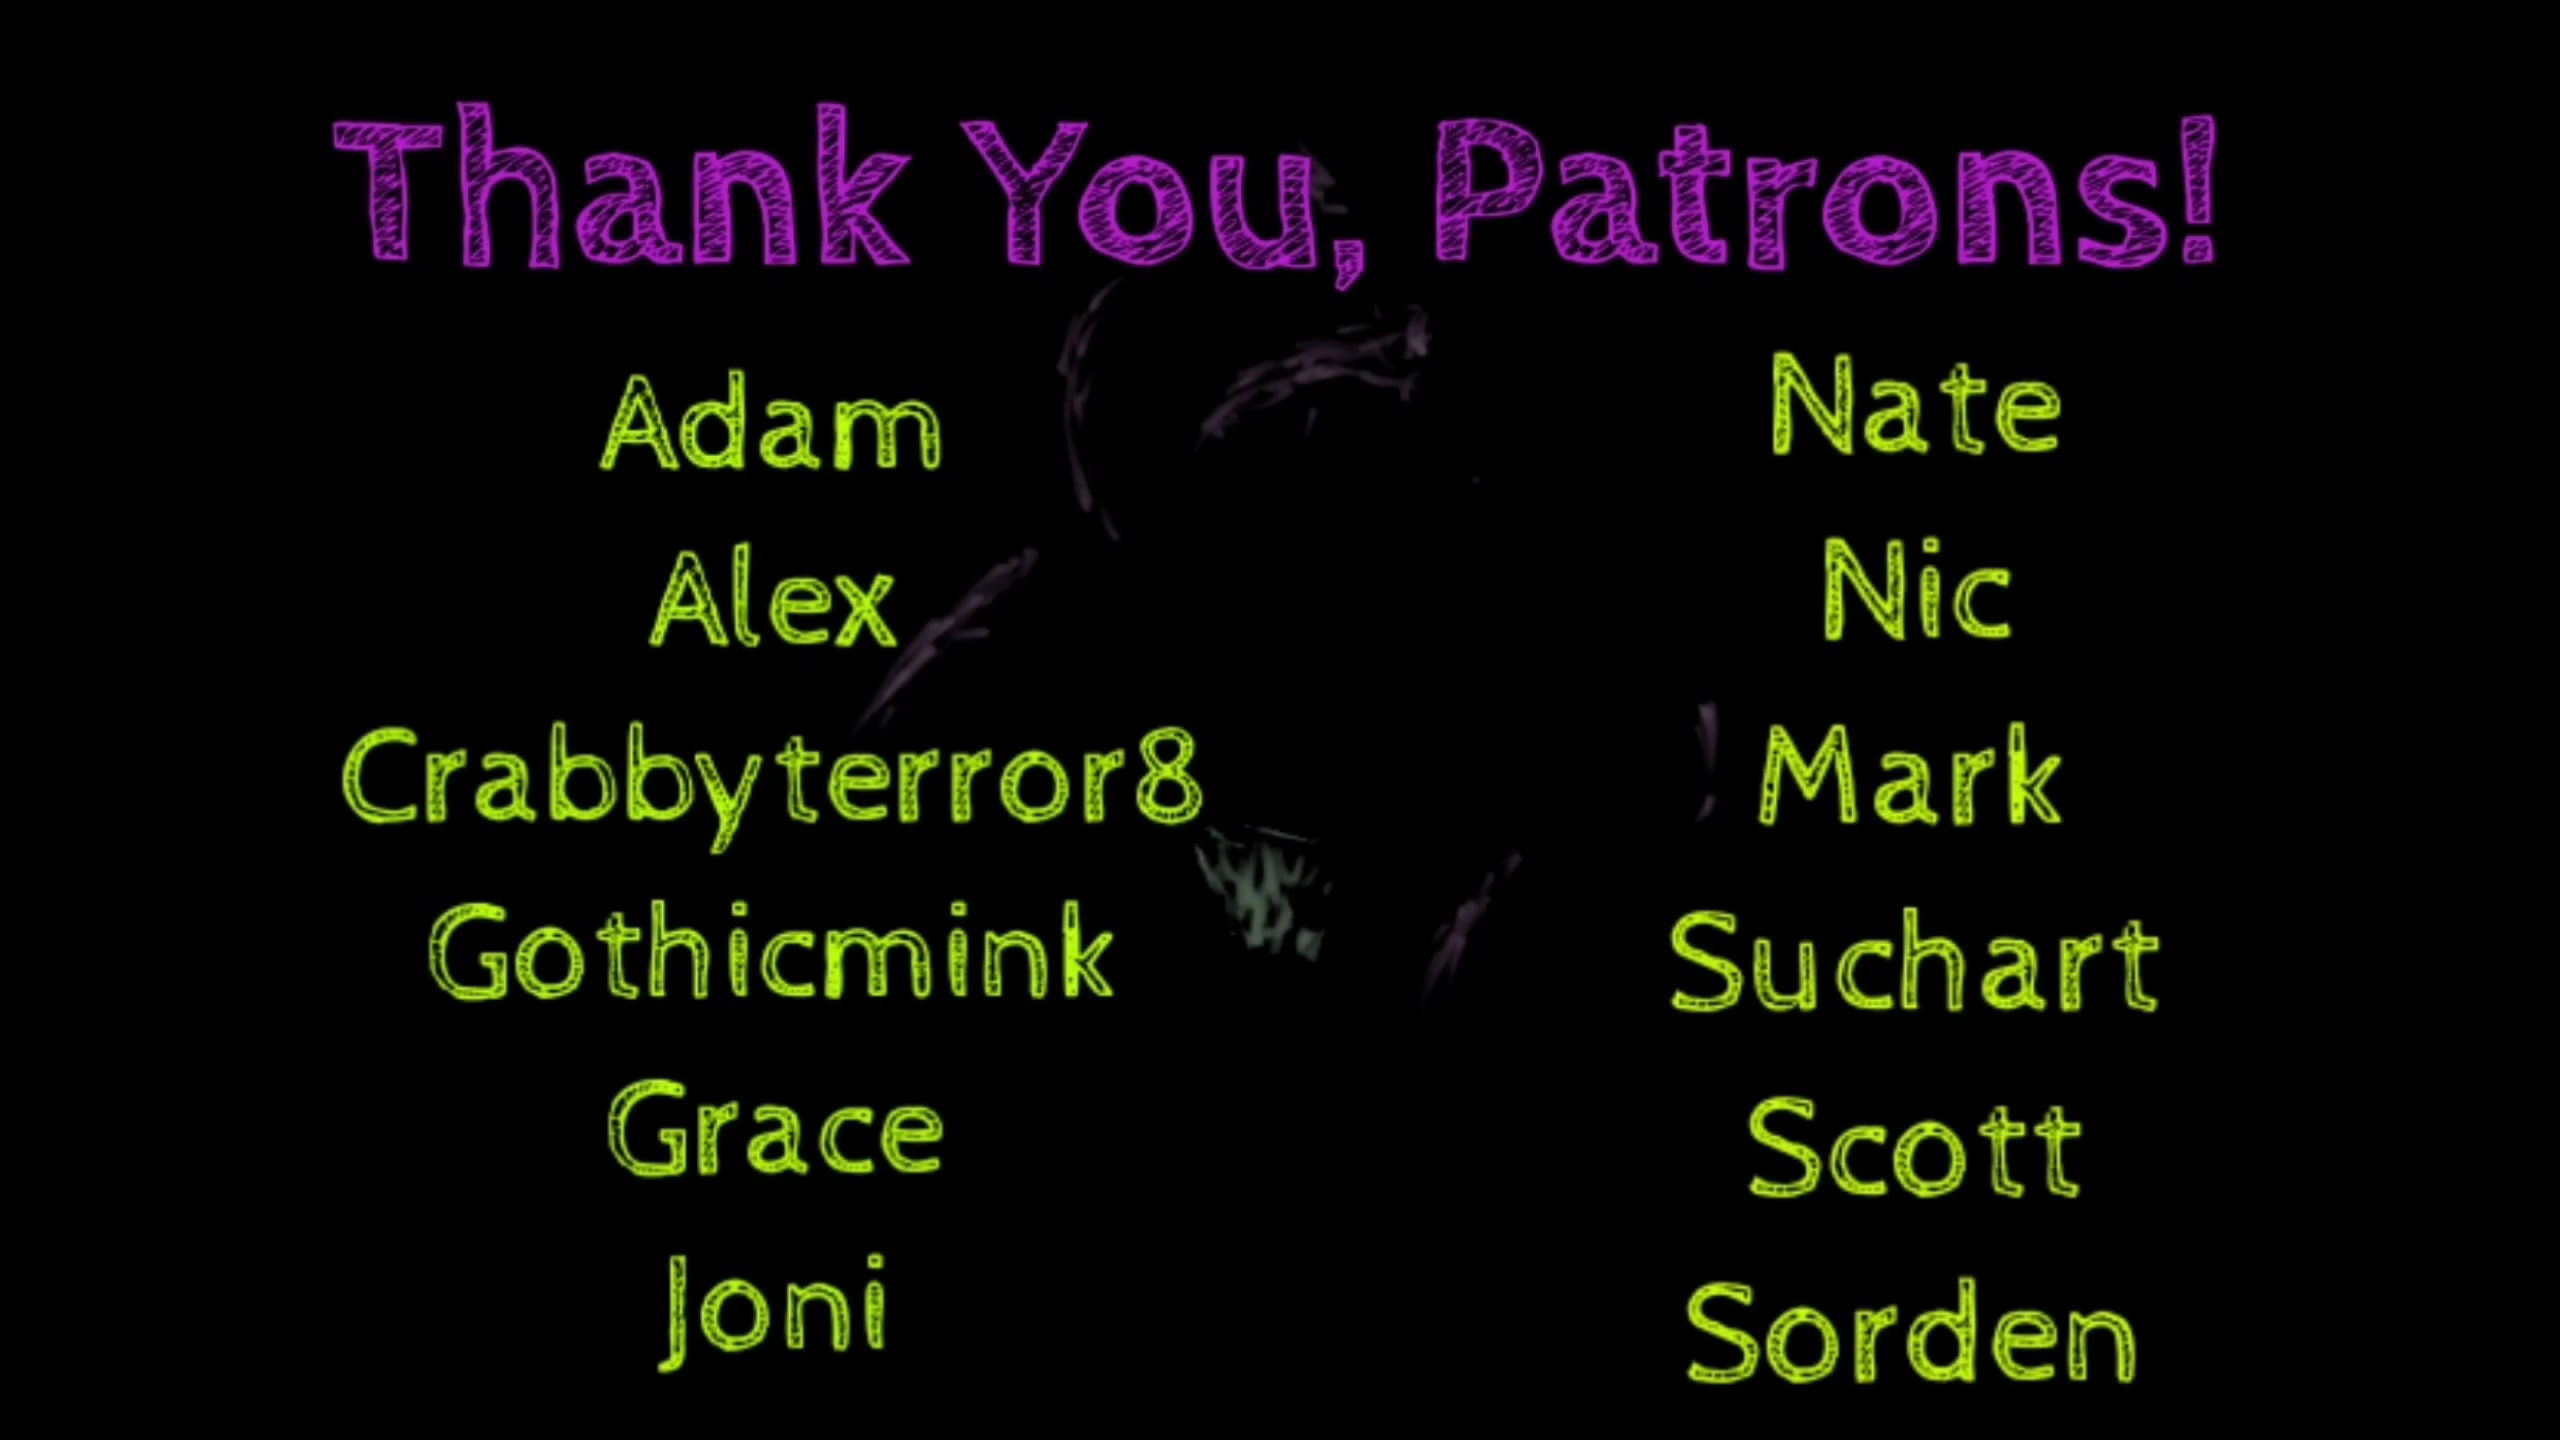 Thank You, Patrons!
Adam
Alex
Crabbyterror8
Gothicmink
Grace
Joni
Nate
Nic
Mark
Suchart
Scott
Sorden